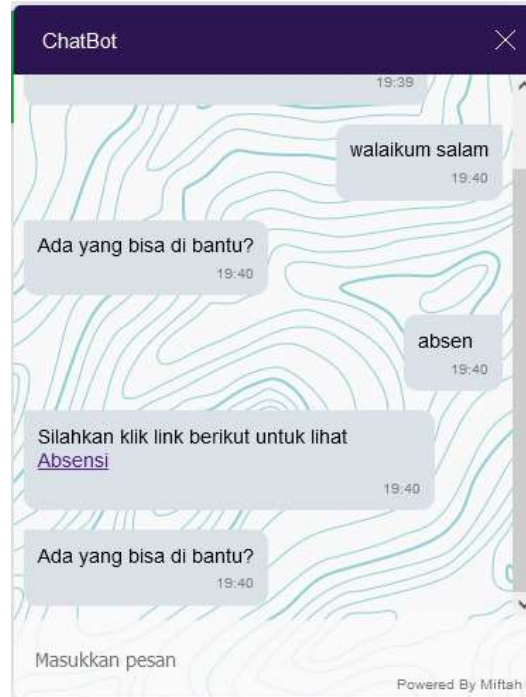 ChatBot
19:39
walaikum salam
19:40
Ada yang bisa di bantu?
19:40
absen
19:40
Silahkan klik link berikut untuk lihat
Absensi
19:40
Ada yang bisa di bantu?
19:40
Masukkan pesan
Powered By Miftah